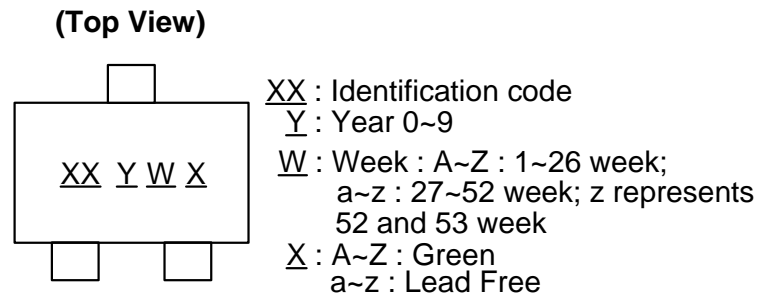 (Top View)
XX Y W X
XX : Identification code
Y : Year 0~9
W : Week : A~Z : 1~26 week;
a~z : 27~52 week; z represents
52 and 53 week
X : A~Z : Green
a~z : Lead Free